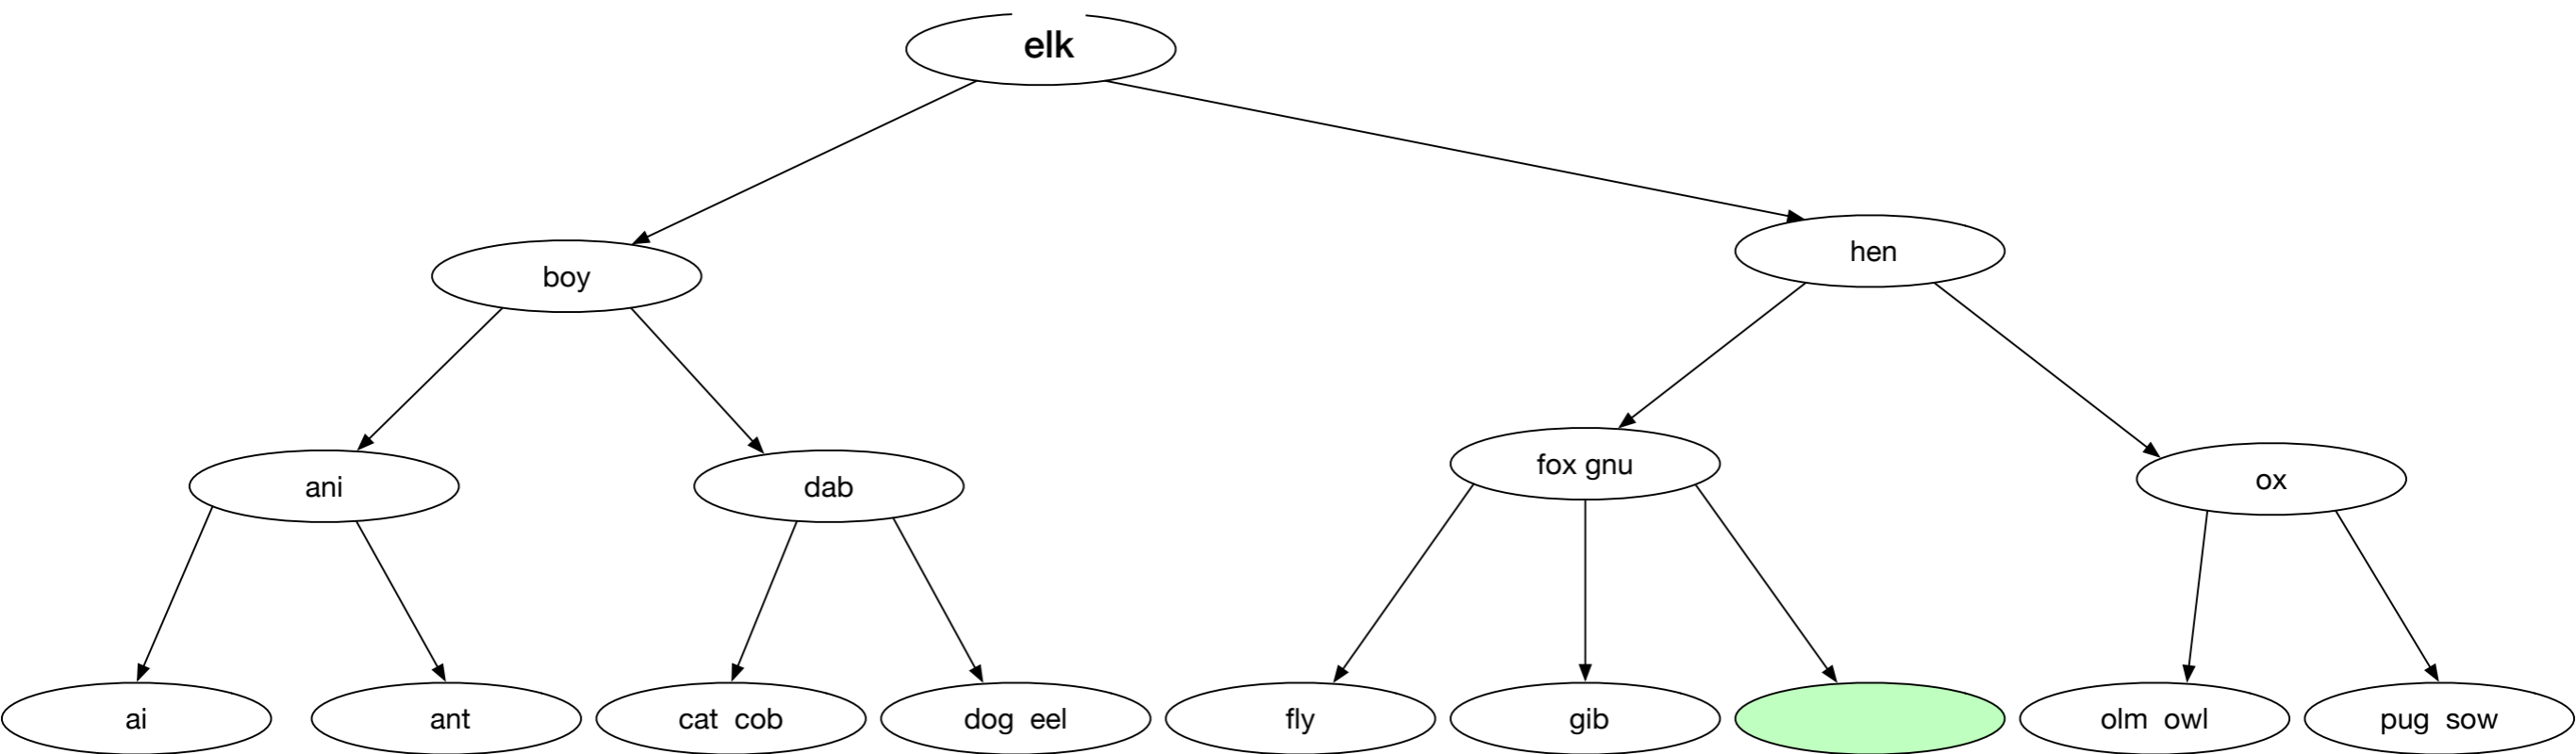 elk
boy
hen
ani
dab
fox gnu
ox
ai
ant
cat cob
dog eel
fly
gib
olm owl
pug sow